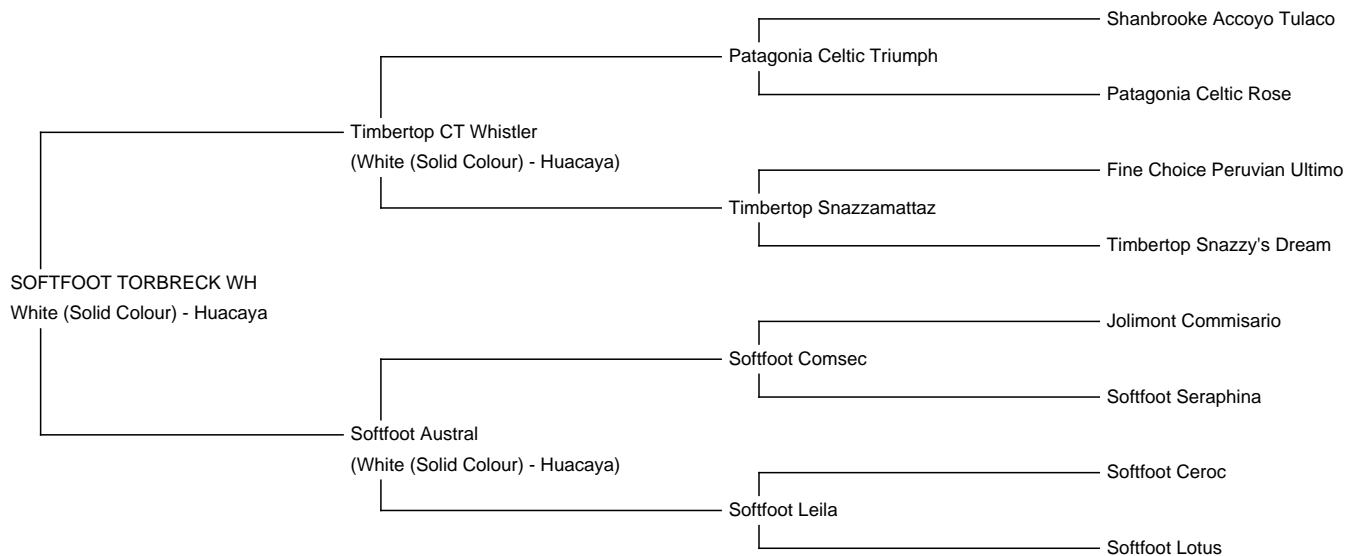 Shanbrooke Accoyo Tulaco
Patagonia Celtic Triumph
Patagonia Celtic Rose
Timbertop CT Whistler
(White (Solid Colour) - Huacaya)
Fine Choice Peruvian Ultimo
Timbertop Snazzamattaz
Timbertop Snazzy's Dream
SOFTFOOT TORBRECK WH
White (Solid Colour) - Huacaya
Jolimont Commisario
Softfoot Comsec
Softfoot Seraphina
Softfoot Austral
(White (Solid Colour) - Huacaya)
Softfoot Ceroc
Softfoot Leila
Softfoot Lotus